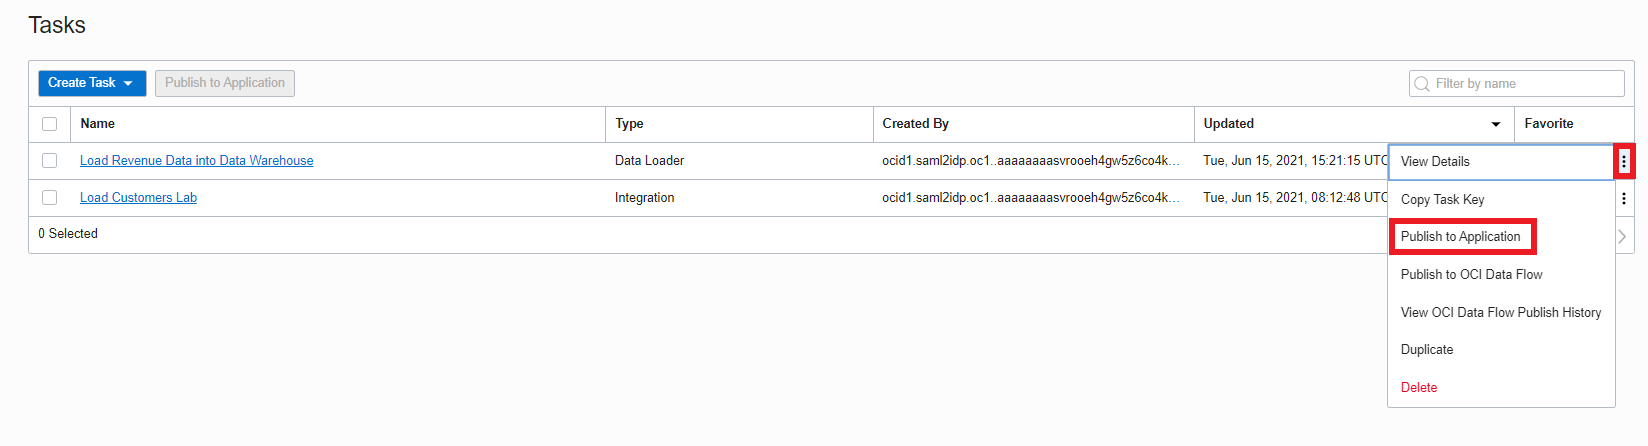 Tasks
Create Task Publish to Application Filter by name
Name Type Created By Updated Favorite
Load Revenue Data into Data Warehouse Data Loader ocid1.saml2idp.oc1..aaaaaaaasvrooeh4gw5z6co4k... Tue, Jun 15, 2021, 15:21:15 UTC View Details
Load Customers Lab Integration ocid1.saml2idp.oc1..aaaaaaaasvrooeh4gw5z6co4k... Tue, Jun 15, 2021, 08:12:48 UTC Copy Task Key
0 Selected Publish to Application
Publish to OCI Data Flow
View OCI Data Flow Publish History
Duplicate
Delete